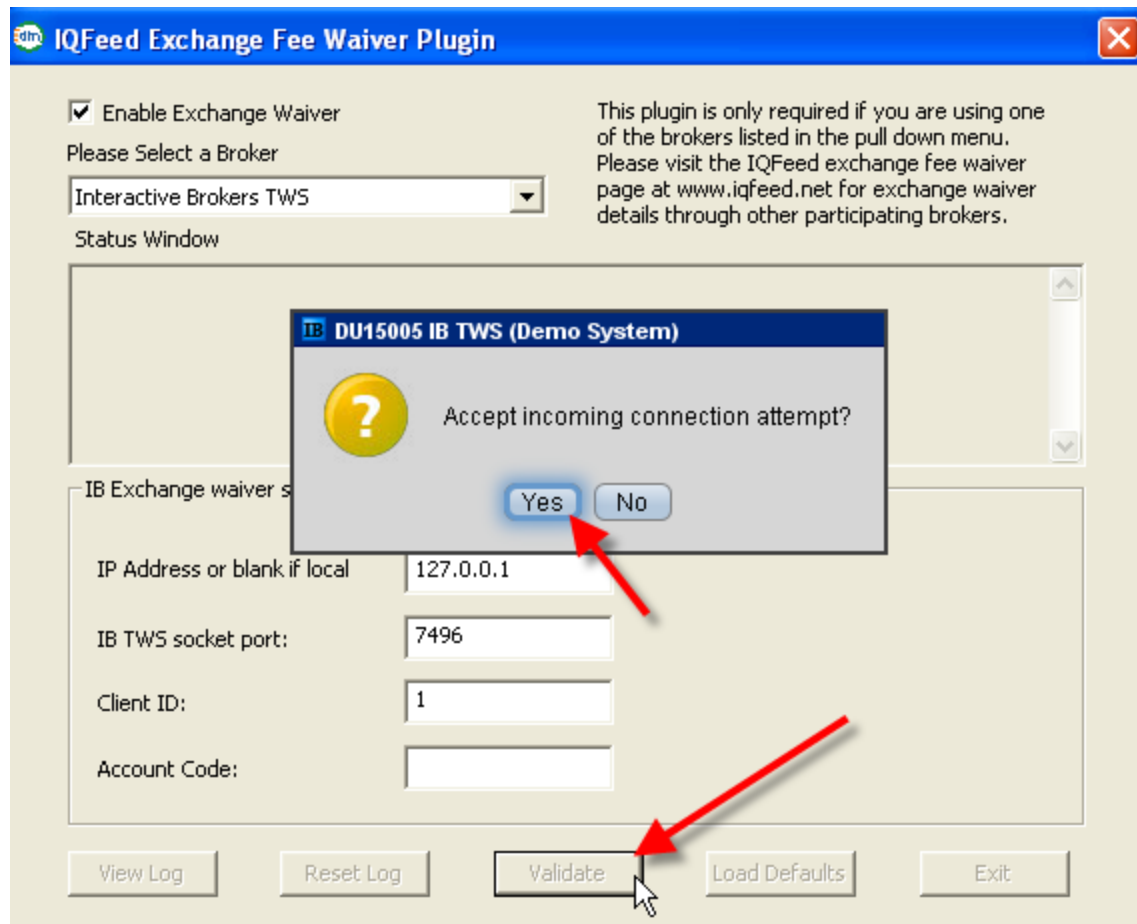 dtn IQFeed Exchange Fee Waiver Plugin
Enable Exchange Waiver
Please Select a Broker
Interactive Brokers TWS
This plugin is only required if you are using one
of the brokers listed in the pull down menu.
Please visit the IQFeed exchange fee waiver
page at www.iqfeed.net for exchange waiver
details through other participating brokers.
Status Window
IB DU15005 IB TWS (Demo System)
?
Accept incoming connection attempt?
Yes No
IB Exchange waiver s
IP Address or blank if local 127.0.0.1
IB TWS socket port: 7496
Client ID: 1
Account Code:
View Log Reset Log Validate Load Defaults Exit